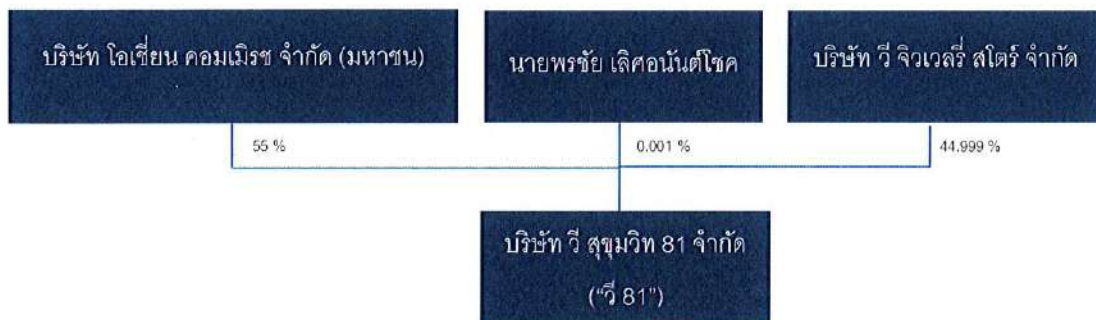 บริษัท โอเชี่ยน คอมเมิรช จำกัด (มหาชน)
นายพรชัย เลิศอนันต์โชค
บริษัท วี จิวเวลรี่ สโตร์ จำกัด
55 %
0.001 %
44.999 %
บริษัท วี สุขุมวิท 81 จำกัด
("วี 81")